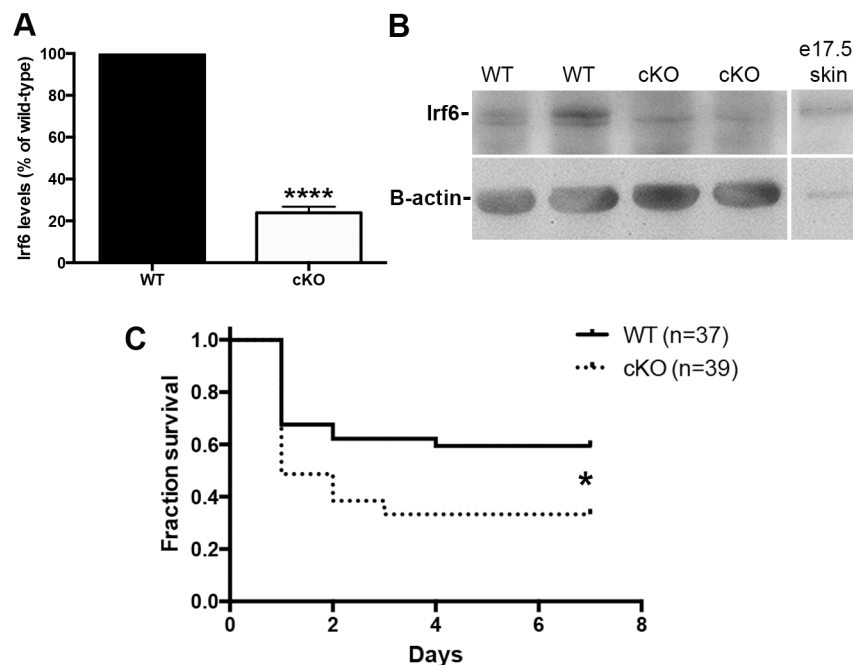 A
Irf6 levels (% of wild-type)
100
80
60
40
20
0
****
WT
cKO
B
WT WT cKO cKO e17.5
skin
Irf6-
B-actin-
C
Fraction survival
1.0
0.8
0.6
0.4
0.2
0.0
WT (n=37)
cKO (n=39)
*
0 2 4 6 8
Days